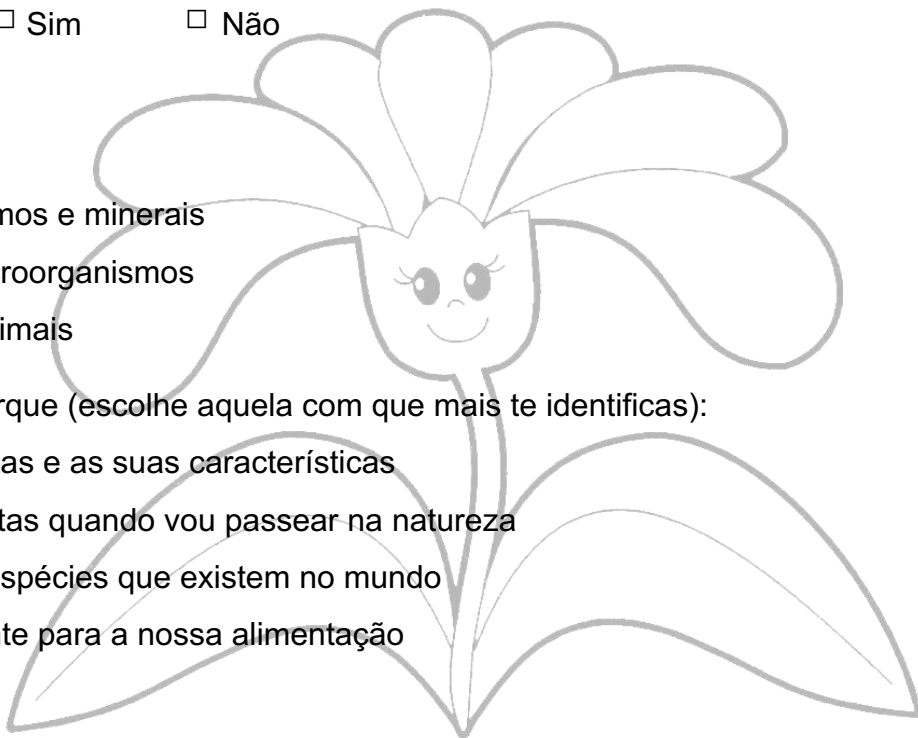 ☐ Sim ☐ Não
mos e minerais
roorganismos
imais
rque (escolhe aquela com que mais te identificas):
as e as suas características
tas quando vou passear na natureza
spécies que existem no mundo
nte para a nossa alimentação